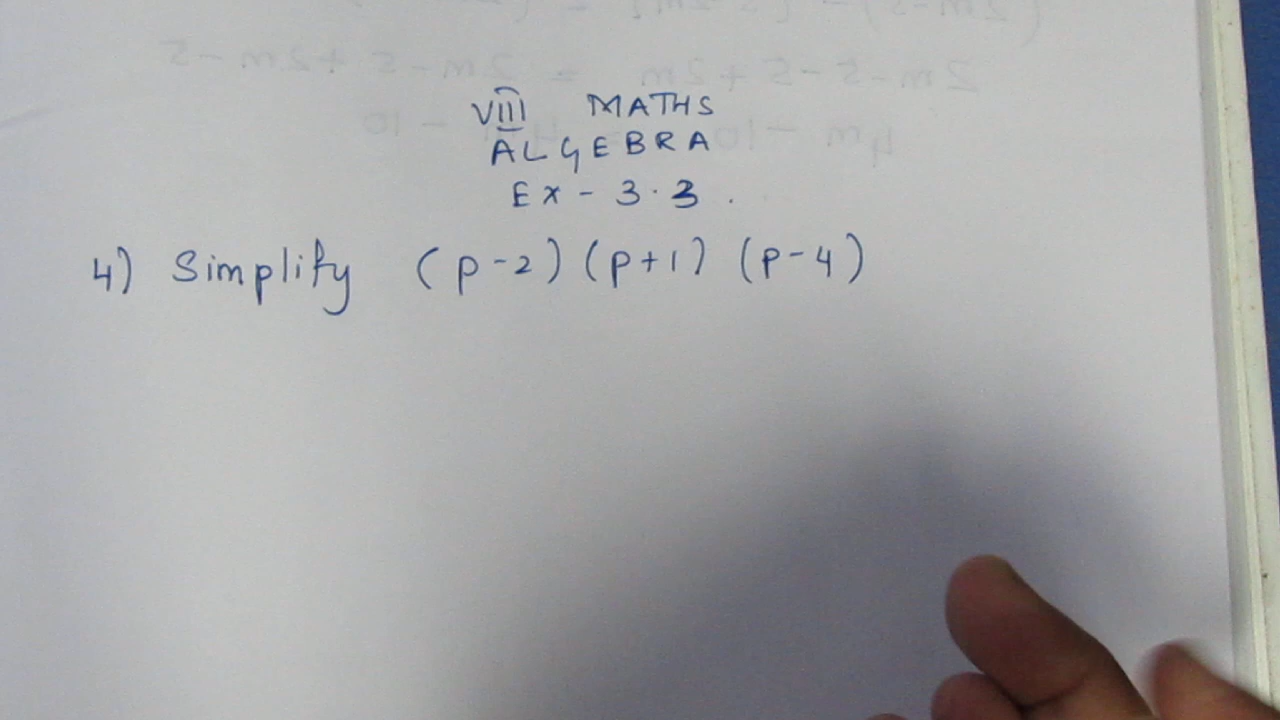 VIII MATHS
ALGEBRA
Ex - 3.3.
4) Simplify (p-2) (p+1) (p-4)